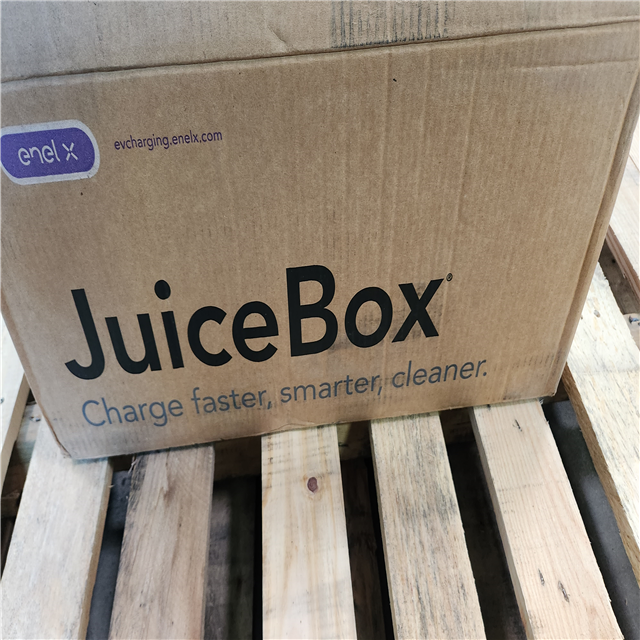 enel x
evcharging.enelx.com
JuiceBox®
Charge faster, smarter, cleaner.